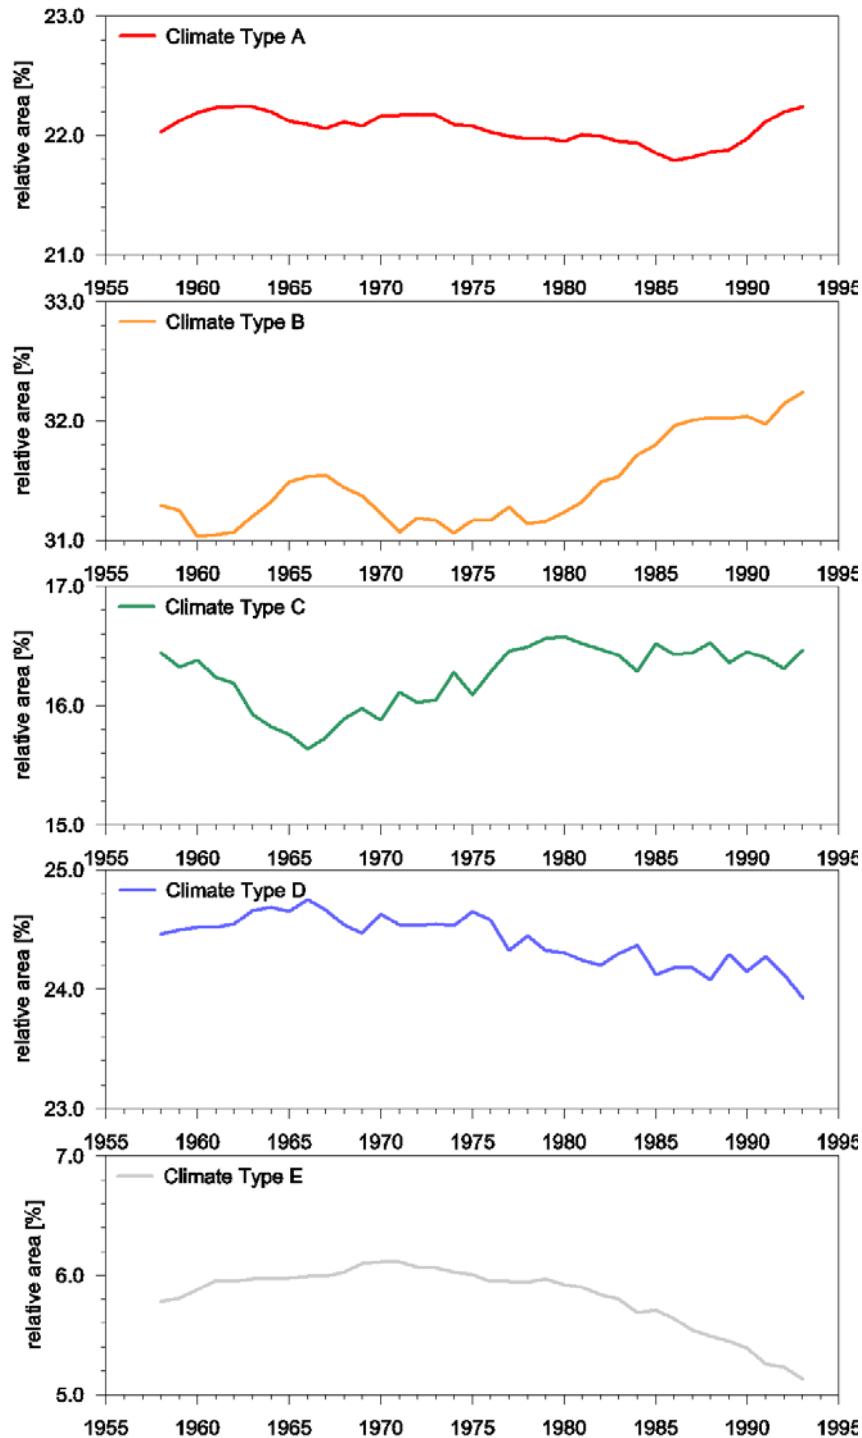 23.0
Climate Type A
relative area [%]
22.0
21.0
1955 1960 1965 1970 1975 1980 1985 1990 1995
33.0
Climate Type B
relative area [%]
32.0
31.0
1955 1960 1965 1970 1975 1980 1985 1990 1995
17.0
Climate Type C
relative area [%]
16.0
15.0
1955 1960 1965 1970 1975 1980 1985 1990 1995
25.0
Climate Type D
relative area [%]
24.0
23.0
1955 1960 1965 1970 1975 1980 1985 1990 1995
7.0
Climate Type E
relative area [%]
6.0
5.0
1955 1960 1965 1970 1975 1980 1985 1990 1995